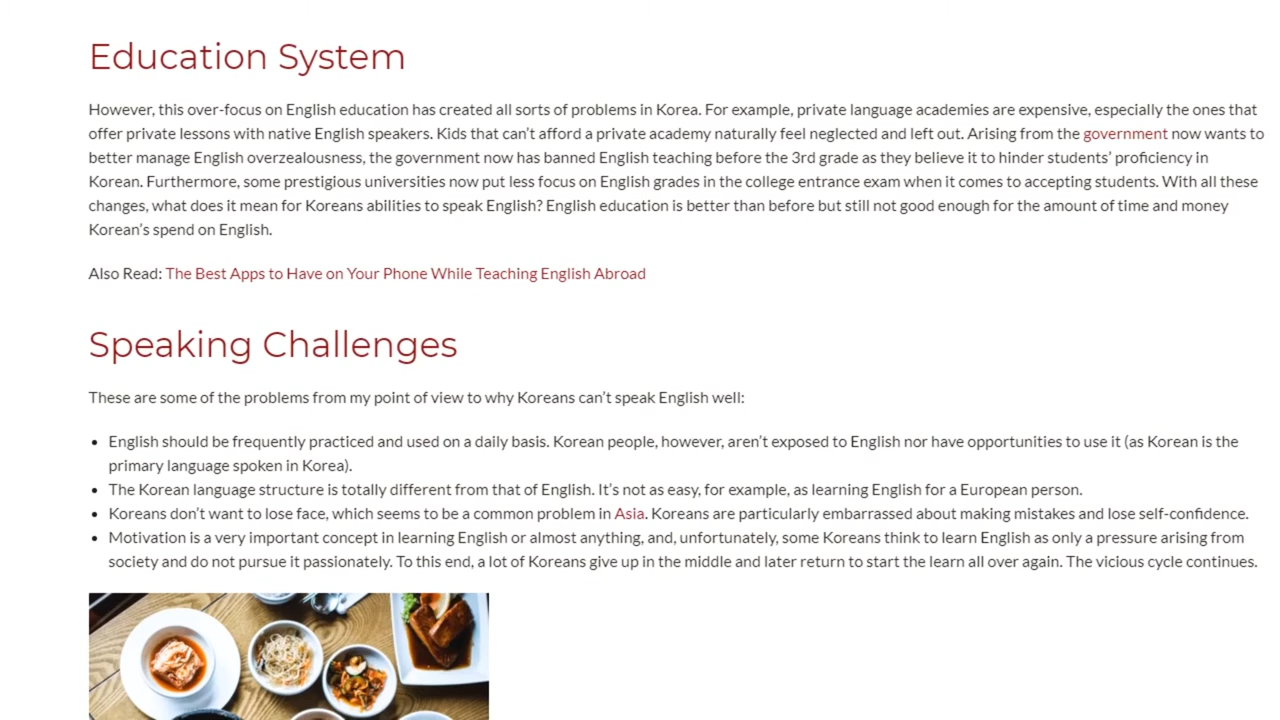 Education System
However, this over-focus on English education has created all sorts of problems in Korea. For example, private language academies are expensive, especially the ones that
offer private lessons with native English speakers. Kids that can’t afford a private academy naturally feel neglected and left out. Arising from the government now wants to
better manage English overzealousness, the government now has banned English teaching before the 3rd grade as they believe it to hinder students’ proficiency in
Korean. Furthermore, some prestigious universities now put less focus on English grades in the college entrance exam when it comes to accepting students. With all these
changes, what does it mean for Koreans abilities to speak English? English education is better than before but still not good enough for the amount of time and money
Korean’s spend on English.
Also Read: The Best Apps to Have on Your Phone While Teaching English Abroad
Speaking Challenges
These are some of the problems from my point of view to why Koreans can’t speak English well:
• English should be frequently practiced and used on a daily basis. Korean people, however, aren’t exposed to English nor have opportunities to use it (as Korean is the
primary language spoken in Korea).
• The Korean language structure is totally different from that of English. It’s not as easy, for example, as learning English for a European person.
• Koreans don’t want to lose face, which seems to be a common problem in Asia. Koreans are particularly embarrassed about making mistakes and lose self-confidence.
• Motivation is a very important concept in learning English or almost anything, and, unfortunately, some Koreans think to learn English as only a pressure arising from
society and do not pursue it passionately. To this end, a lot of Koreans give up in the middle and later return to start the learn all over again. The vicious cycle continues.